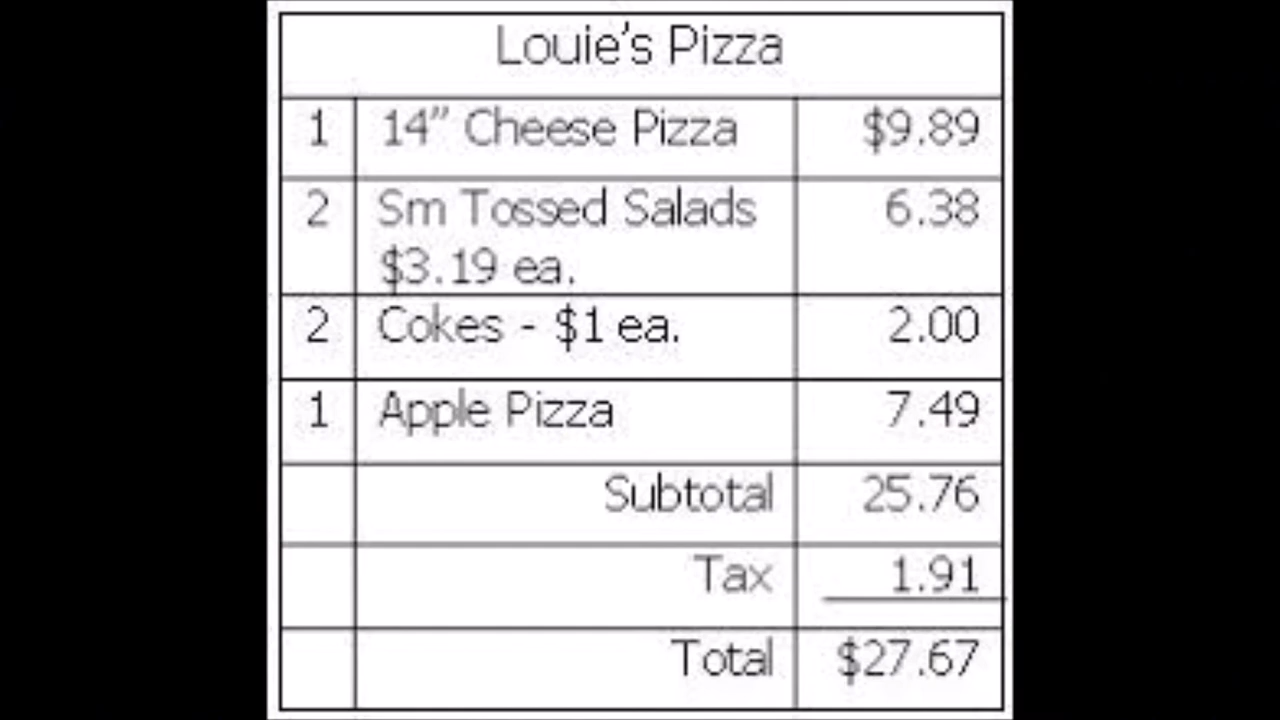 Louie's Pizza
1 14” Cheese Pizza $9.89
2 Sm Tossed Salads 6.38
$3.19 ea.
2 Cokes - $1 ea. 2.00
1 Apple Pizza 7.49
Subtotal 25.76
Tax 1.91
Total $27.67